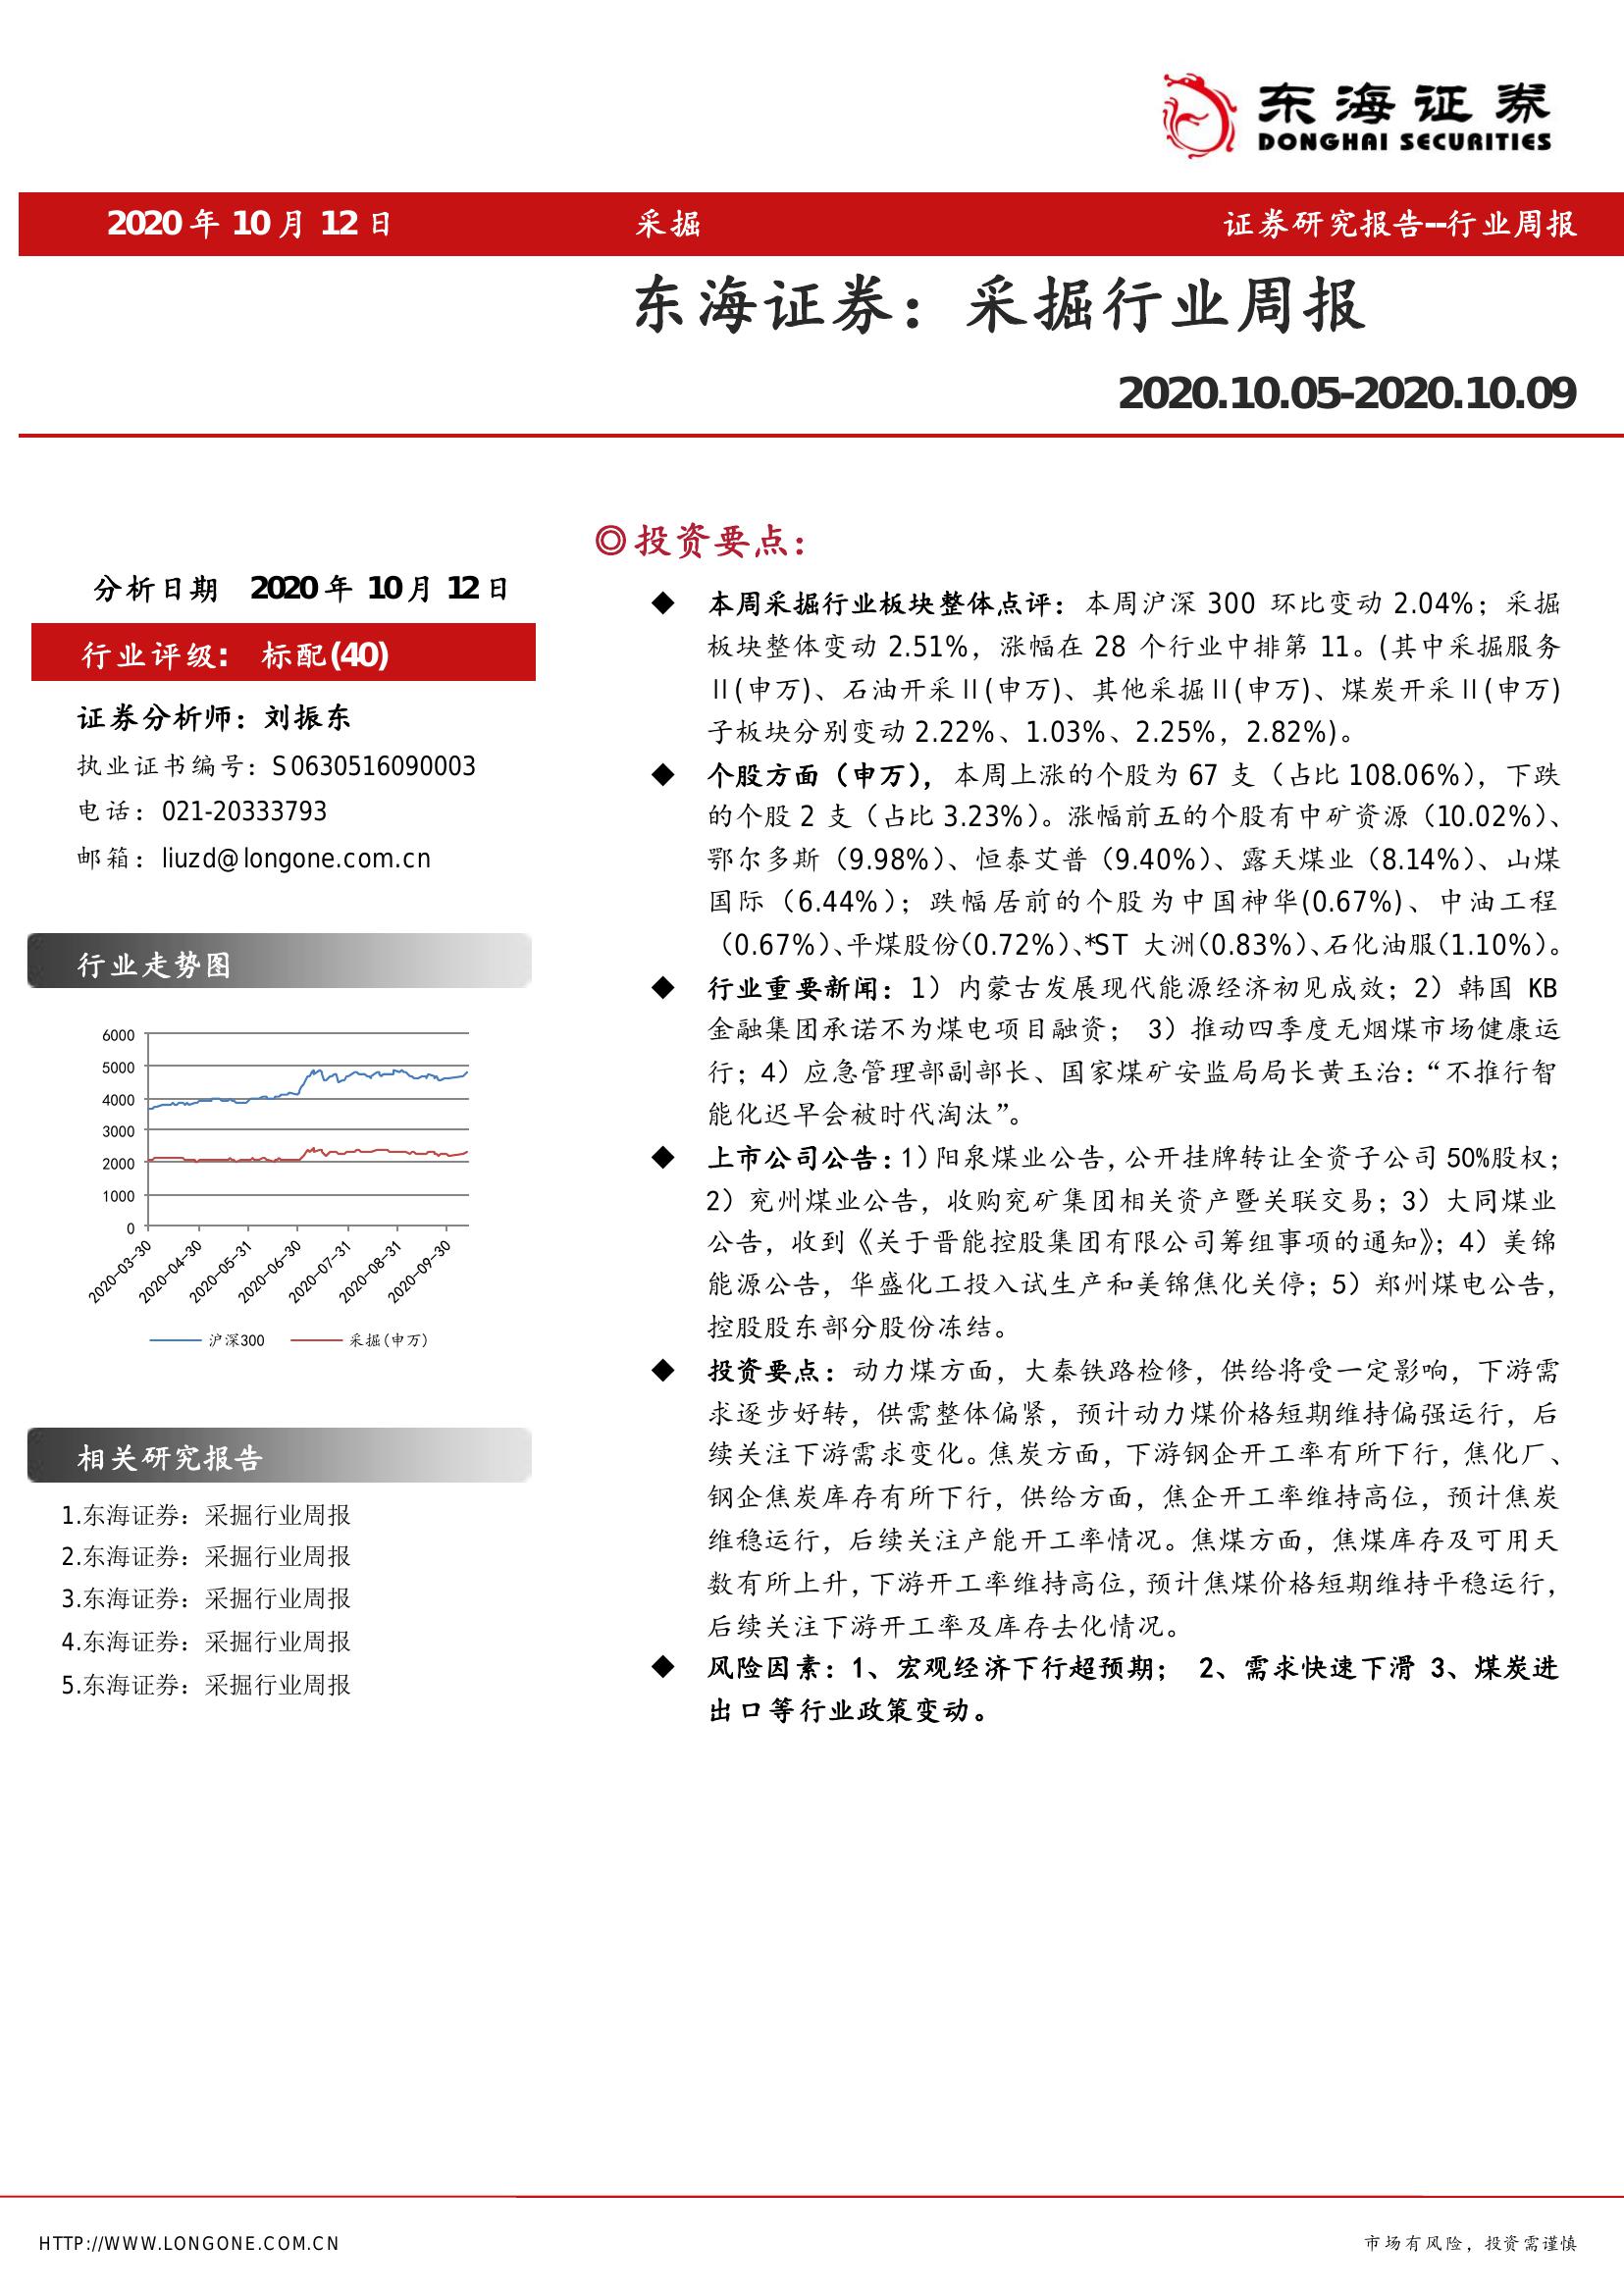 东海证券
DONGHAI SECURITIES
2020 年 10 月 12 日 采掘 证券研究报告--行业周报
东海证券：采掘行业周报
2020.10.05-2020.10.09
分析日期 2020 年 10 月 12 日
行业评级: 标配(40)
证券分析师：刘振东
执业证书编号：S0630516090003
电话：021-20333793
邮箱：liuzd@longone.com.cn
行业走势图
6000
5000
4000
3000
2000
1000
0
2020-03-30
2020-04-30
2020-05-31
2020-06-30
2020-07-31
2020-08-31
2020-09-30
沪深300 采掘(申万)
相关研究报告
1.东海证券：采掘行业周报
2.东海证券：采掘行业周报
3.东海证券：采掘行业周报
4.东海证券：采掘行业周报
5.东海证券：采掘行业周报
◎投资要点：
◆ 本周采掘行业板块整体点评：本周沪深 300 环比变动 2.04%；采掘
板块整体变动 2.51%，涨幅在 28 个行业中排第 11。(其中采掘服务
Ⅱ(申万)、石油开采Ⅱ(申万)、其他采掘Ⅱ(申万)、煤炭开采Ⅱ(申万)
子板块分别变动 2.22%、1.03%、2.25%，2.82%)。
◆ 个股方面（申万），本周上涨的个股为 67 支（占比 108.06%），下跌
的个股 2 支（占比 3.23%）。涨幅前五的个股有中矿资源（10.02%）、
鄂尔多斯（9.98%）、恒泰艾普（9.40%）、露天煤业（8.14%）、山煤
国际（6.44%）；跌幅居前的个股为中国神华(0.67%)、中油工程
（0.67%）、平煤股份(0.72%)、*ST 大洲(0.83%)、石化油服(1.10%)。
◆ 行业重要新闻：1）内蒙古发展现代能源经济初见成效；2）韩国 KB
金融集团承诺不为煤电项目融资； 3）推动四季度无烟煤市场健康运
行；4）应急管理部副部长、国家煤矿安监局局长黄玉治：“不推行智
能化迟早会被时代淘汰”。
◆ 上市公司公告：1）阳泉煤业公告，公开挂牌转让全资子公司 50%股权；
2）兖州煤业公告，收购兖矿集团相关资产暨关联交易；3）大同煤业
公告，收到《关于晋能控股集团有限公司筹组事项的通知》；4）美锦
能源公告，华盛化工投入试生产和美锦焦化关停；5）郑州煤电公告，
控股股东部分股份冻结。
◆ 投资要点：动力煤方面，大秦铁路检修，供给将受一定影响，下游需
求逐步好转，供需整体偏紧，预计动力煤价格短期维持偏强运行，后
续关注下游需求变化。焦炭方面，下游钢企开工率有所下行，焦化厂、
钢企焦炭库存有所下行，供给方面，焦企开工率维持高位，预计焦炭
维稳运行，后续关注产能开工率情况。焦煤方面，焦煤库存及可用天
数有所上升，下游开工率维持高位，预计焦煤价格短期维持平稳运行，
后续关注下游开工率及库存去化情况。
◆ 风险因素：1、宏观经济下行超预期； 2、需求快速下滑 3、煤炭进
出口等行业政策变动。
HTTP://WWW.LONGONE.COM.CN 市场有风险，投资需谨慎